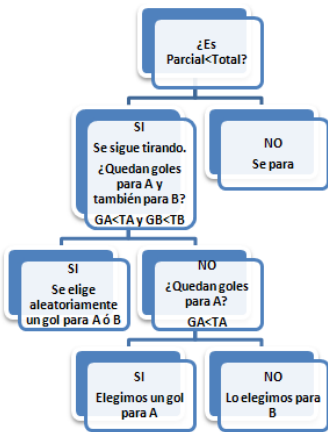 ¿Es
Parcial<Total?
SI
Se sigue tirando.
¿Quedan goles
para A y
también para B?
GA<TA y GB<TB
NO
Se para
SI
Se elige
aleatoriamente
un gol para A ó B
NO
¿Quedan goles
para A?
GA<TA
SI
Elegimos un gol
para A
NO
Lo elegimos para
B